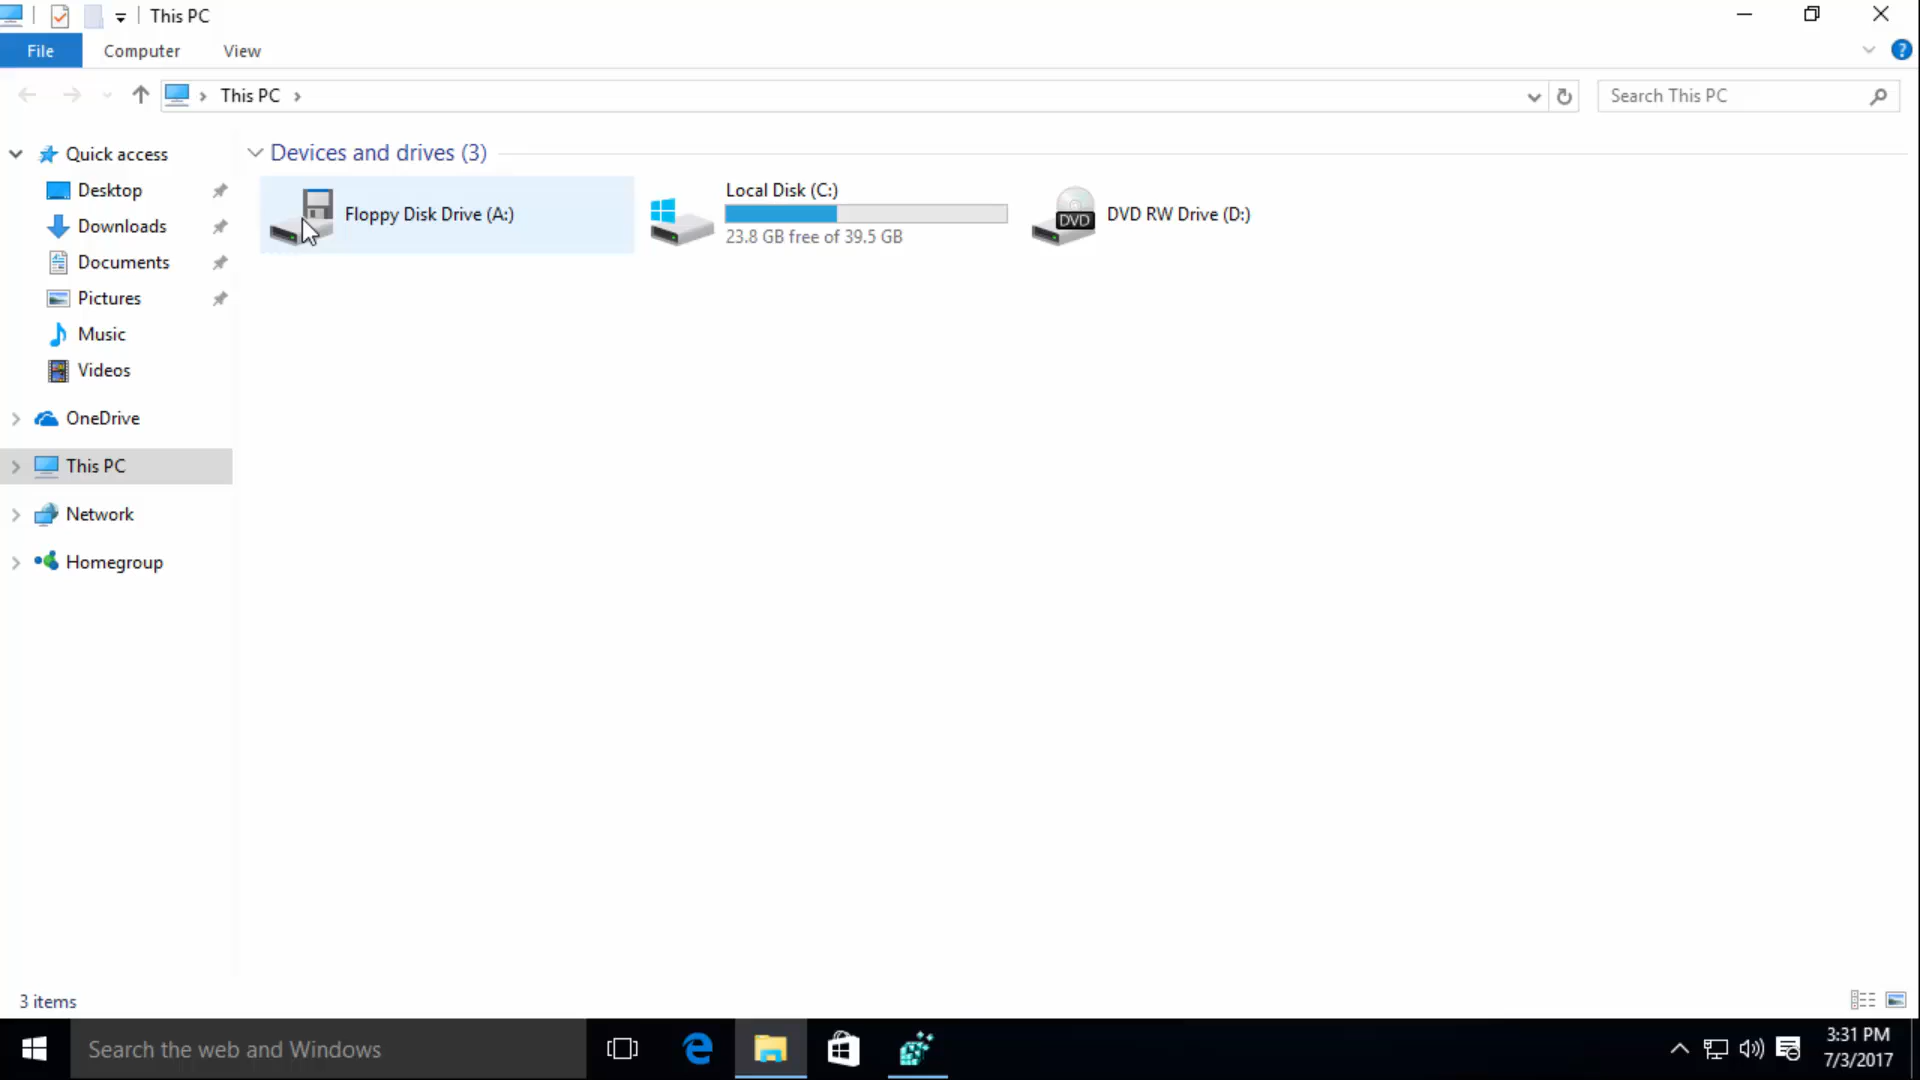 This PC
File Computer View
This PC
Search This PC
Quick access
Desktop
Downloads
Documents
Pictures
Music
Videos
OneDrive
This PC
Network
Homegroup
Devices and drives (3)
Floppy Disk Drive (A:)
Local Disk (C:)
23.8 GB free of 39.5 GB
DVD
DVD RW Drive (D:)
3 items
Search the web and Windows
3:31 PM
7/3/2017